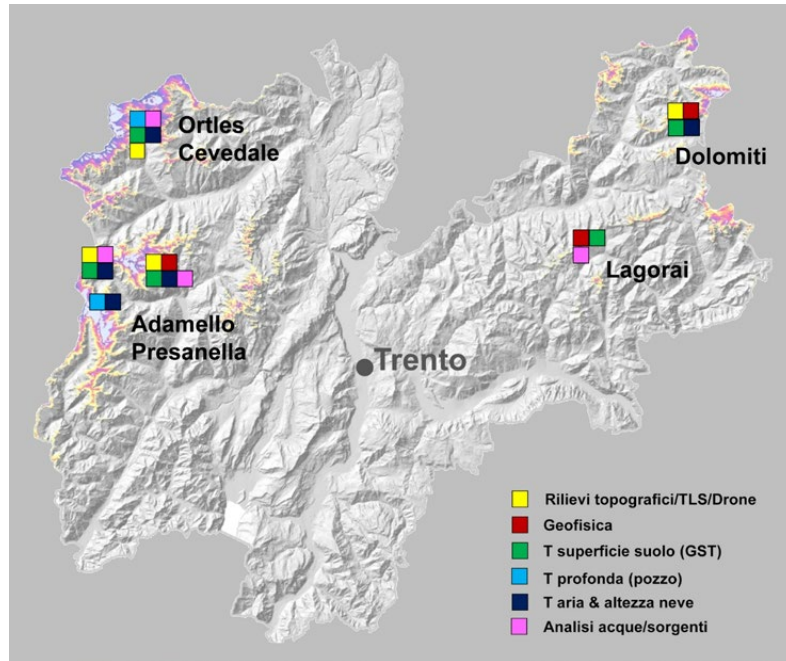 Ortles
Cevedale
Dolomiti
Lagorai
Adamello
Presanella
Trento
Rilievi topografici/TLS/Drone
Geofisica
T superficie suolo (GST)
T profonda (pozzo)
T aria & altezza neve
Analisi acque/sorgenti